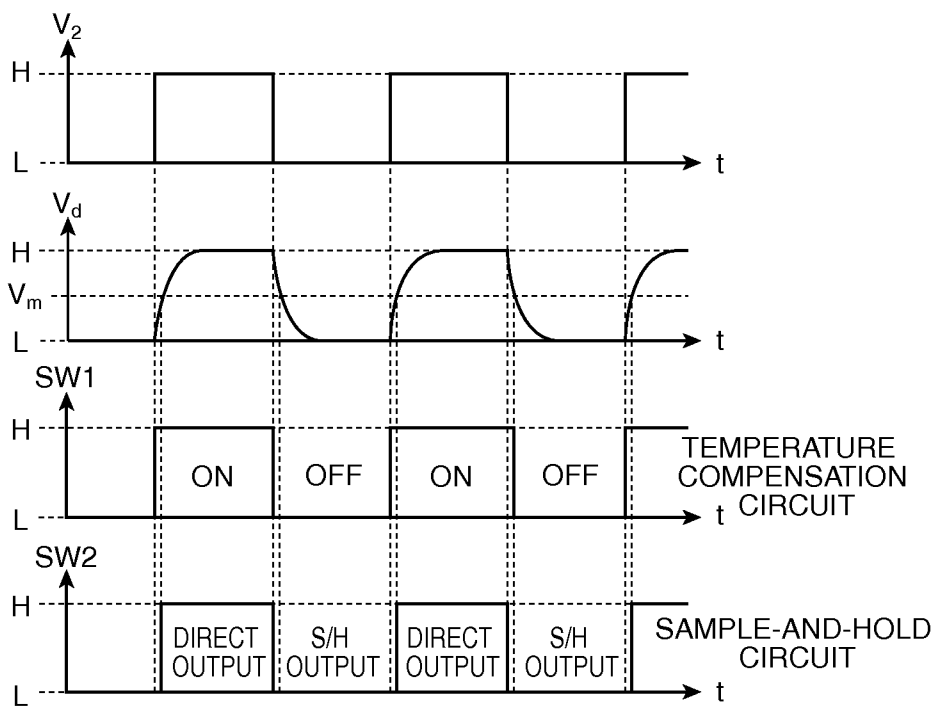 V2
H
L
t
Vd
H
Vm
L
t
SW1
H
ON
OFF
ON
OFF
L
t
TEMPERATURE
COMPENSATION
CIRCUIT
SW2
H
DIRECT
OUTPUT
S/H
OUTPUT
DIRECT
OUTPUT
S/H
OUTPUT
L
t
SAMPLE-AND-HOLD
CIRCUIT